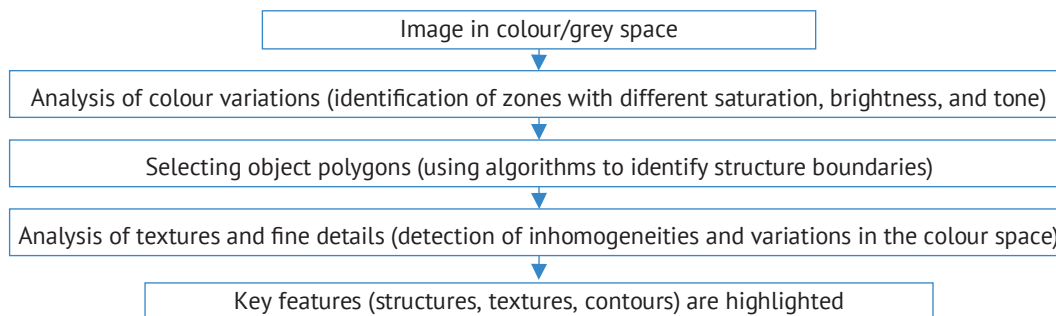 Image in colour/grey space
Analysis of colour variations (identification of zones with different saturation, brightness, and tone)
Selecting object polygons (using algorithms to identify structure boundaries)
Analysis of textures and fine details (detection of inhomogeneities and variations in the colour space)
Key features (structures, textures, contours) are highlighted